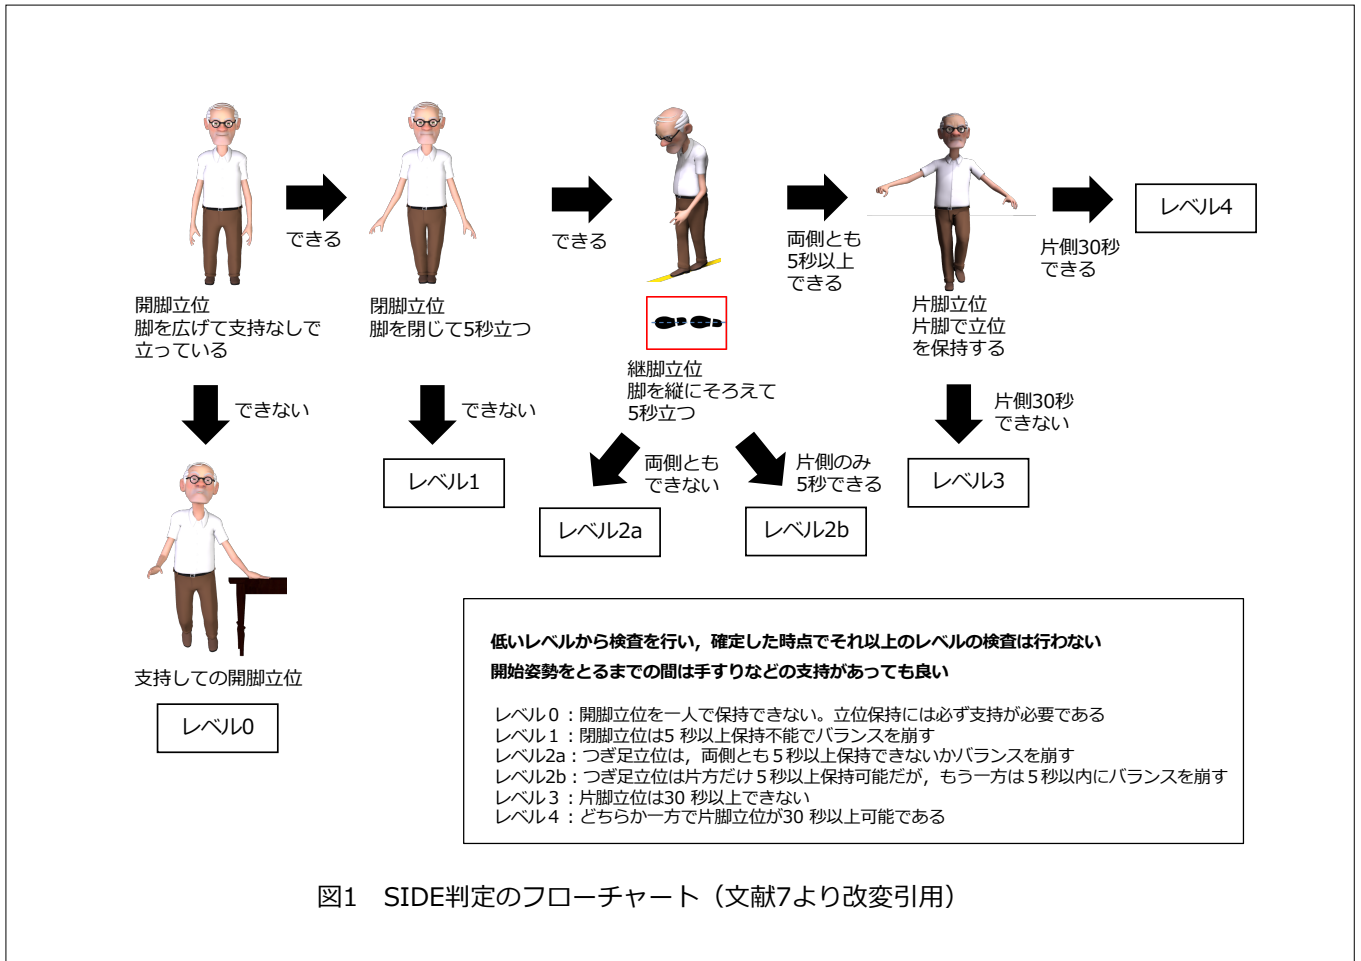 できる
できる
両側とも
5秒以上
できる
片側30秒
できる
レベル4
開脚立位
脚を広げて支持なしで
立っている
閉脚立位
脚を閉じて5秒立つ
継脚立位
脚を縦にそろえて
5秒立つ
片脚立位
片脚で立位
を保持する
できない
できない
両側とも
できない
片側のみ
5秒できる
片側30秒
できない
レベル1
レベル2a
レベル2b
レベル3
支持しての開脚立位
レベル0
低いレベルから検査を行い，確定した時点でそれ以上のレベルの検査は行わない
開始姿勢をとるまでの間は手すりなどの支持があっても良い
レベル０：開脚立位を一人で保持できない。立位保持には必ず支持が必要である
レベル１：閉脚立位は5 秒以上保持不能でバランスを崩す
レベル2a：つぎ足立位は，両側とも５秒以上保持できないかバランスを崩す
レベル2b：つぎ足立位は片方だけ５秒以上保持可能だが，もう一方は５秒以内にバランスを崩す
レベル３：片脚立位は30 秒以上できない
レベル４：どちらか一方で片脚立位が30 秒以上可能である
図1　SIDE判定のフローチャート（文献7より改変引用）